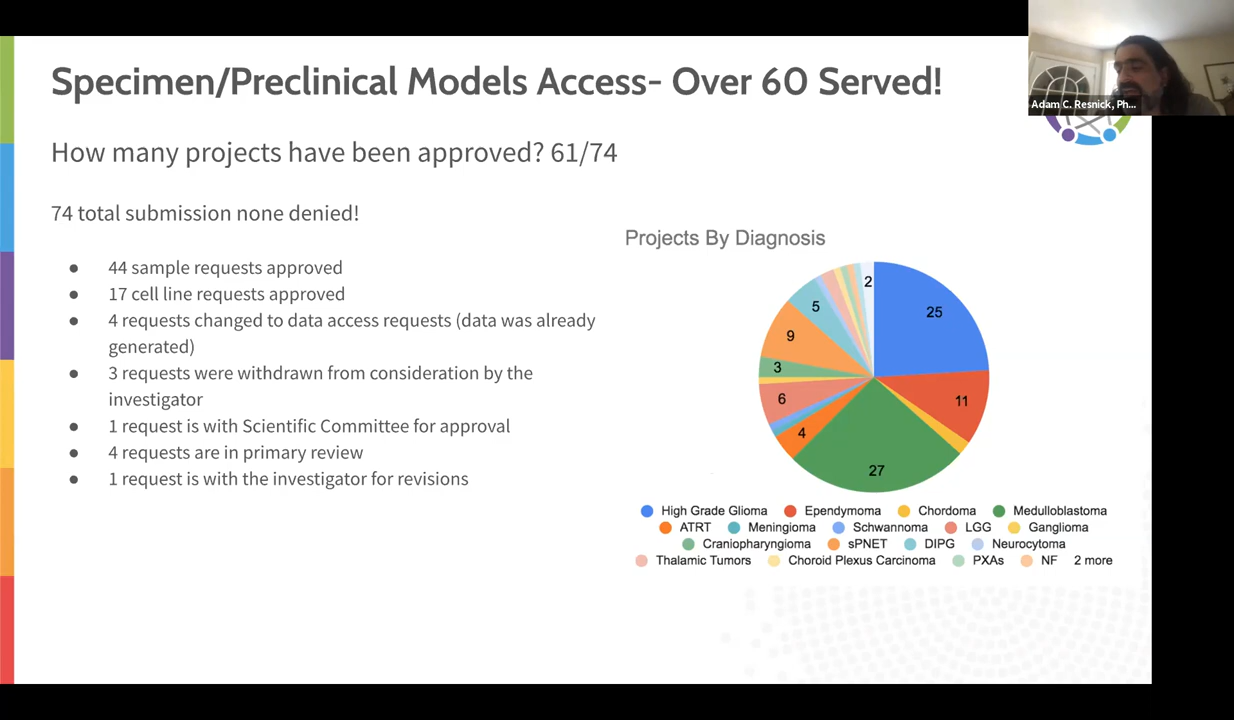 Specimen/Preclinical Models Access- Over 60 Served!
Adam C. Resnick, Ph...
How many projects have been approved? 61/74
74 total submission none denied!
● 44 sample requests approved
● 17 cell line requests approved
● 4 requests changed to data access requests (data was already
generated)
● 3 requests were withdrawn from consideration by the
investigator
● 1 request is with Scientific Committee for approval
● 4 requests are in primary review
● 1 request is with the investigator for revisions
Projects By Diagnosis
2
25
5
9
3
11
6
4
27
High Grade Glioma Ependymoma Chordoma Medulloblastoma
ATRT Meningioma Schwannoma LGG Ganglioma
Craniopharyngioma sPNET DIPG Neurocytoma
Thalamic Tumors Choroid Plexus Carcinoma PXAs NF 2 more